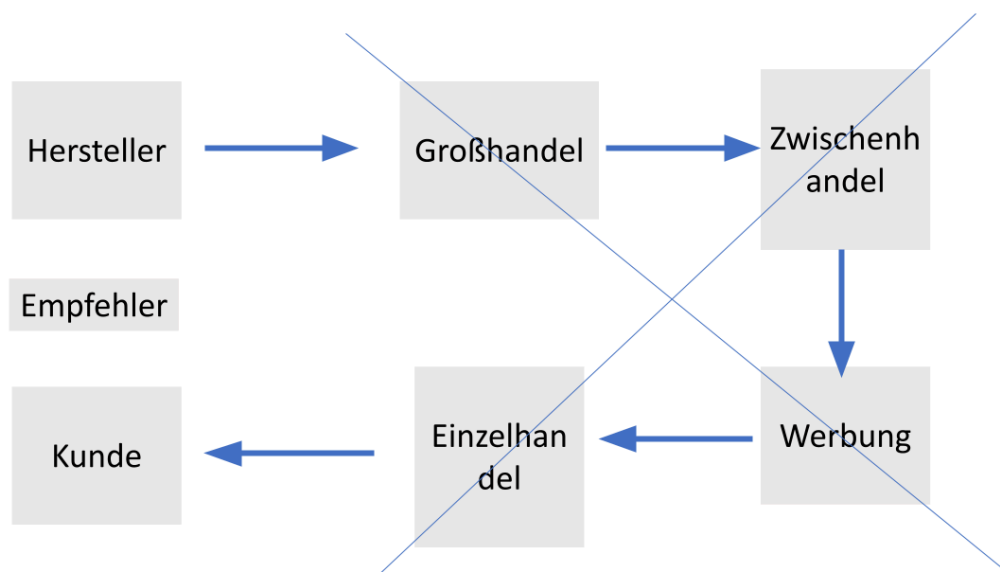 Hersteller
Großhandel
Zwischenh
andel
Empfehler
Kunde
Einzelhan
del
Werbung